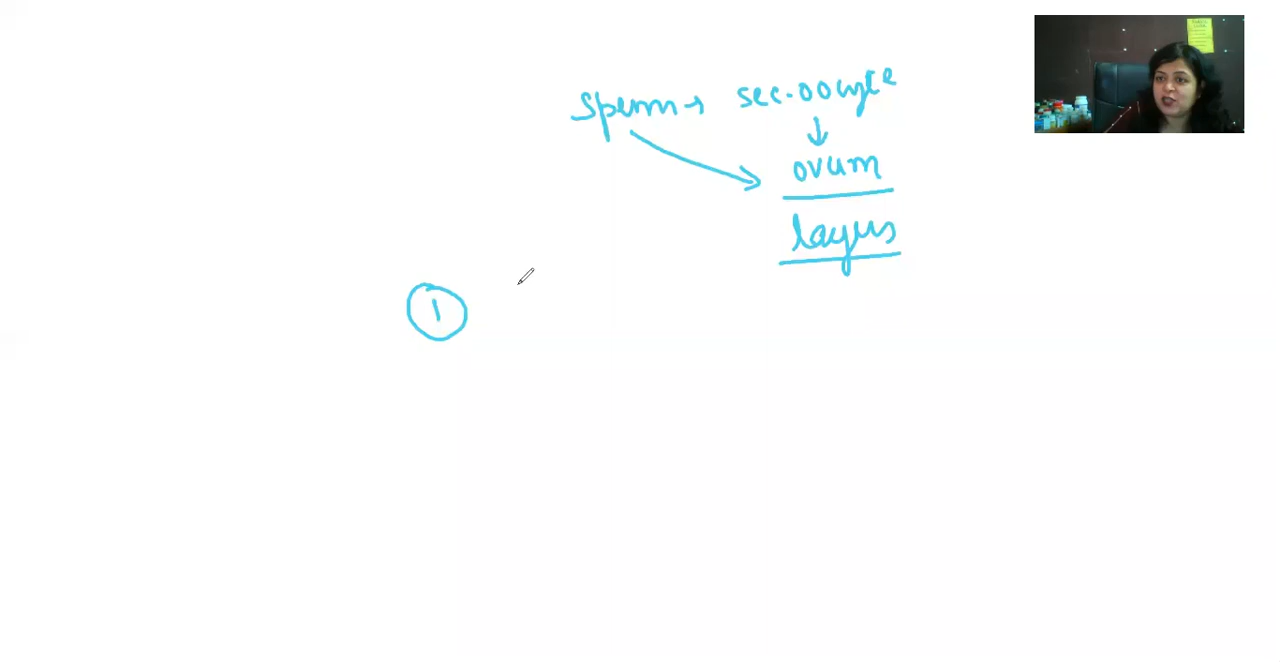 Sperm → sec. oocyte
↓
ovum
layers
1